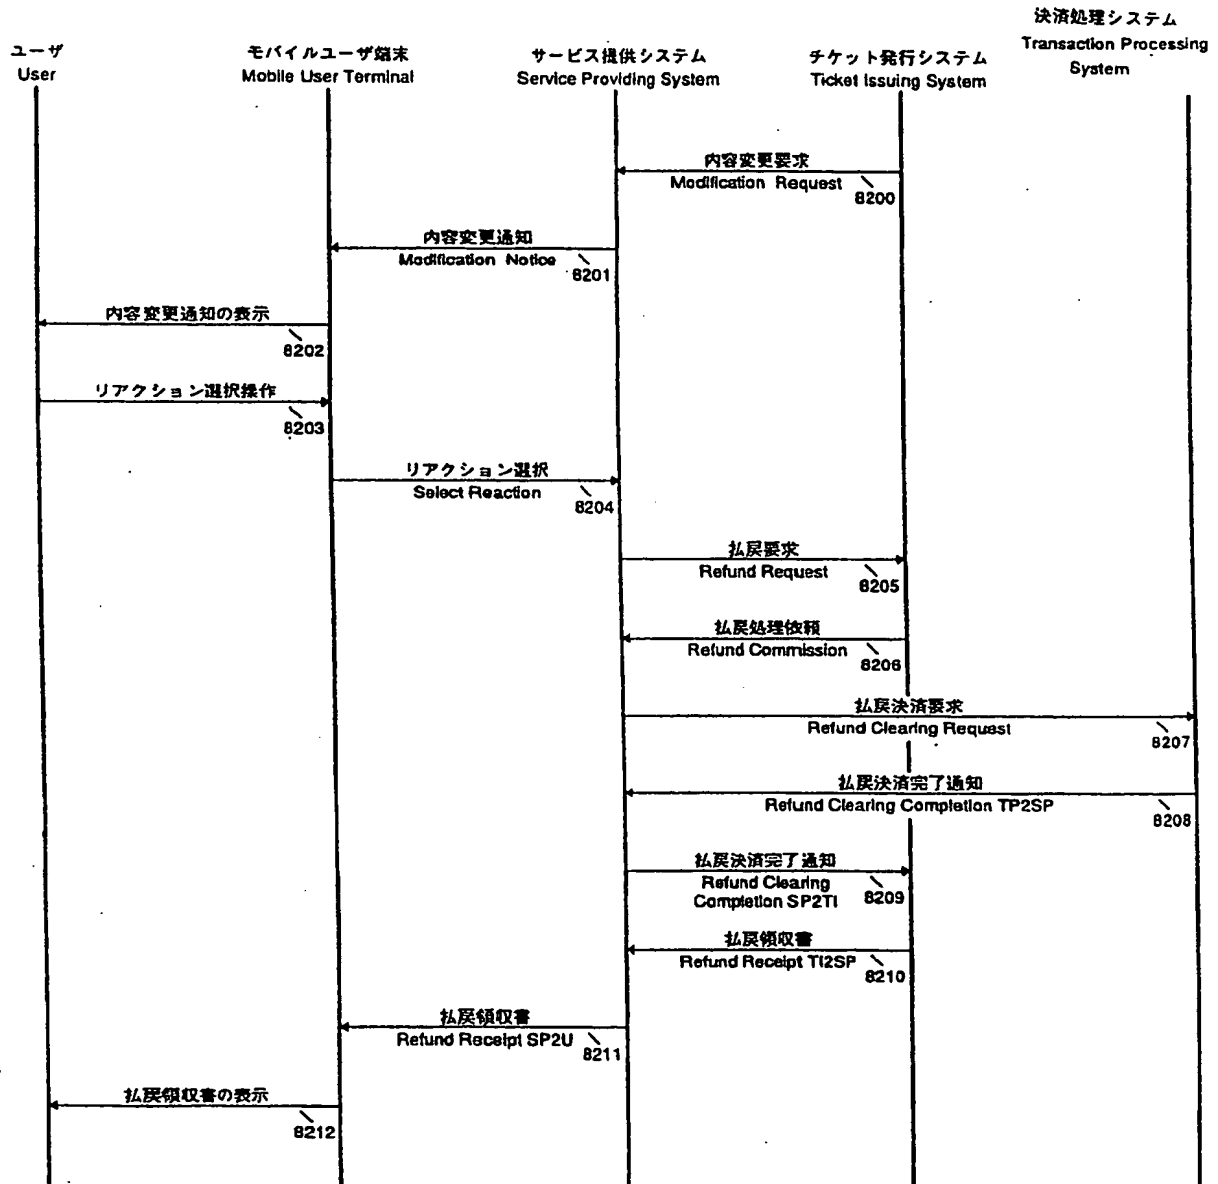 ユーザ
User
モバイルユーザ端末
Mobile User Terminal
サービス提供システム
Service Providing System
チケット発行システム
Ticket Issuing System
決済処理システム
Transaction Processing
System
内容変更要求
Modification Request
8200
内容変更通知
Modification Notice
8201
内容変更通知の表示
8202
リアクション選択操作
8203
リアクション選択
Select Reaction
8204
払戻要求
Refund Request
8205
払戻処理依頼
Refund Commission
8206
払戻決済要求
Refund Clearing Request
8207
払戻決済完了通知
Refund Clearing Completion TP2SP
8208
払戻決済完了通知
Refund Clearing
Completion SP2TI
8209
払戻領収書
Refund Receipt TI2SP
8210
払戻領収書
Refund Receipt SP2U
8211
払戻領収書の表示
8212